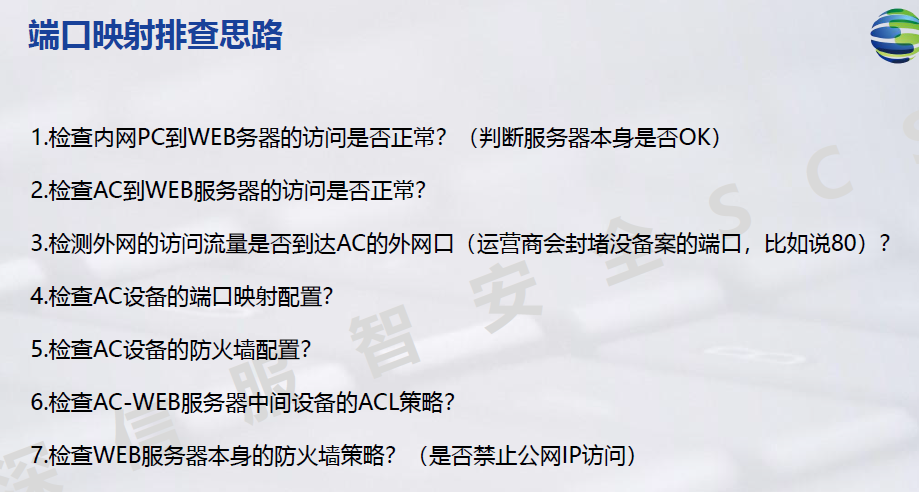 端口映射排查思路
1.检查内网PC到WEB务器的访问是否正常？（判断服务器本身是否OK）
2.检查AC到WEB服务器的访问是否正常？
3.检测外网的访问流量是否到达AC的外网口（运营商会封堵没备案的端口，比如说80）？
4.检查AC设备的端口映射配置？
5.检查AC设备的防火墙配置？
6.检查AC-WEB服务器中间设备的ACL策略？
7.检查WEB服务器本身的防火墙策略？（是否禁止公网IP访问）
深信服智安全SCS